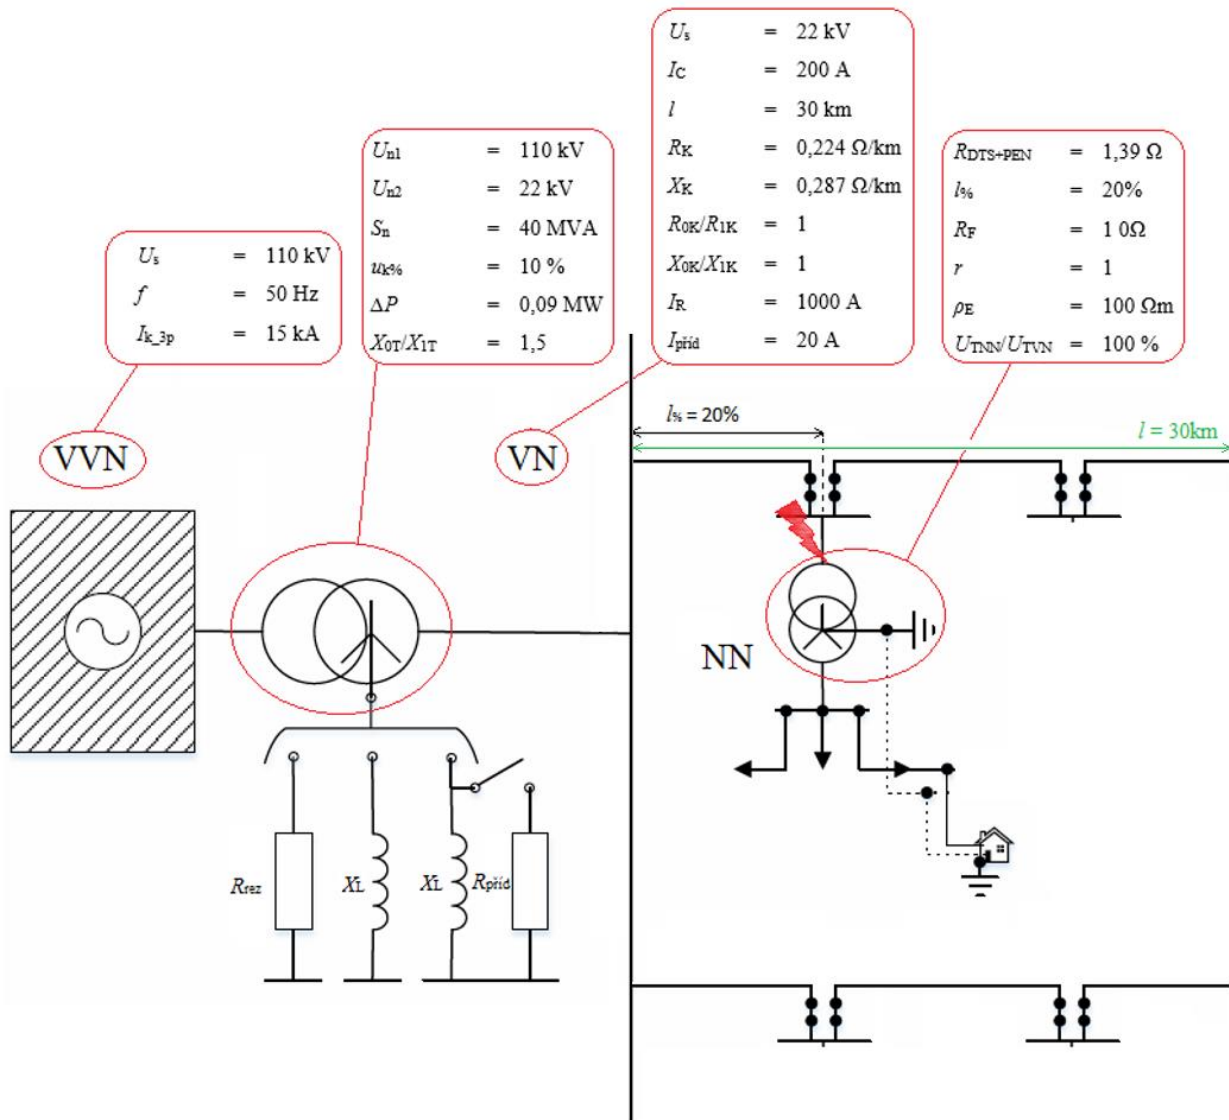 Us = 22 kV
IC = 200 A
l = 30 km
RK = 0,224 Ω/km
XK = 0,287 Ω/km
R0K/R1K = 1
X0K/X1K = 1
IR = 1000 A
Ipříd = 20 A
Un1 = 110 kV
Un2 = 22 kV
Sn = 40 MVA
uk% = 10 %
ΔP = 0,09 MW
X0T/X1T = 1,5
RDTS+PEN = 1,39 Ω
l% = 20%
RF = 1 0Ω
r = 1
ρE = 100 Ωm
UTNN/UTVN = 100 %
Us = 110 kV
f = 50 Hz
Ik_3p = 15 kA
l% = 20%
l = 30km
VVN
VN
NN
Rrez
XL
XL
Rpříd